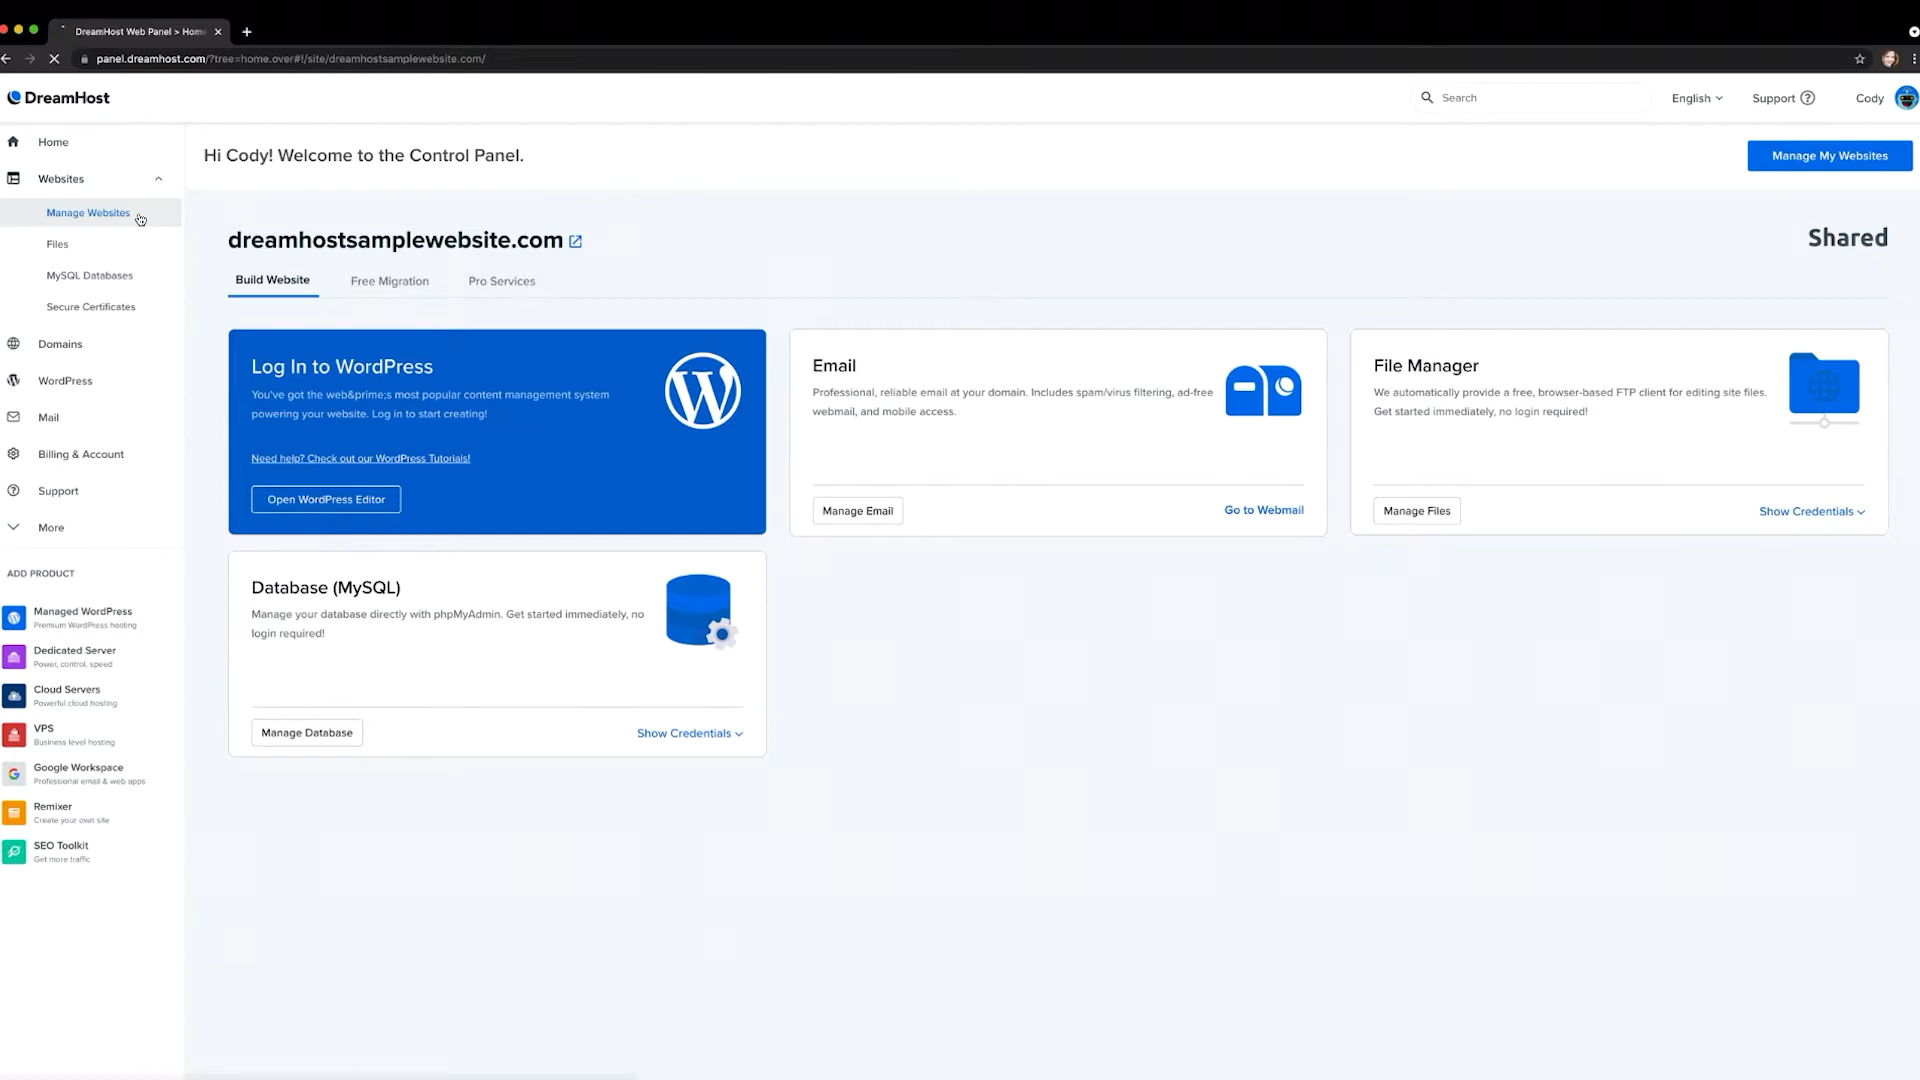 DreamHost Web Panel > Home
panel.dreamhost.com/?tree=home.over#!/site/dreamhostsamplewebsite.com/
DreamHost
Search
English
Support
Cody
Home
Websites
Manage Websites
Files
MySQL Databases
Secure Certificates
Domains
WordPress
Mail
Billing & Account
Support
More
ADD PRODUCT
Managed WordPress
Premium WordPress hosting
Dedicated Server
Power, control, speed
Cloud Servers
Powerful cloud hosting
VPS
Business level hosting
Google Workspace
Professional email & web apps
Remixer
Create your own site
SEO Toolkit
Get more traffic
Hi Cody! Welcome to the Control Panel.
Manage My Websites
dreamhostsamplewebsite.com
Shared
Build Website
Free Migration
Pro Services
Log In to WordPress
You've got the web&prime;s most popular content management system
powering your website. Log in to start creating!
Need help? Check out our WordPress Tutorials!
Open WordPress Editor
Email
Professional, reliable email at your domain. Includes spam/virus filtering, ad-free
webmail, and mobile access.
Manage Email
Go to Webmail
File Manager
We automatically provide a free, browser-based FTP client for editing site files.
Get started immediately, no login required!
Manage Files
Show Credentials
Database (MySQL)
Manage your database directly with phpMyAdmin. Get started immediately, no
login required!
Manage Database
Show Credentials